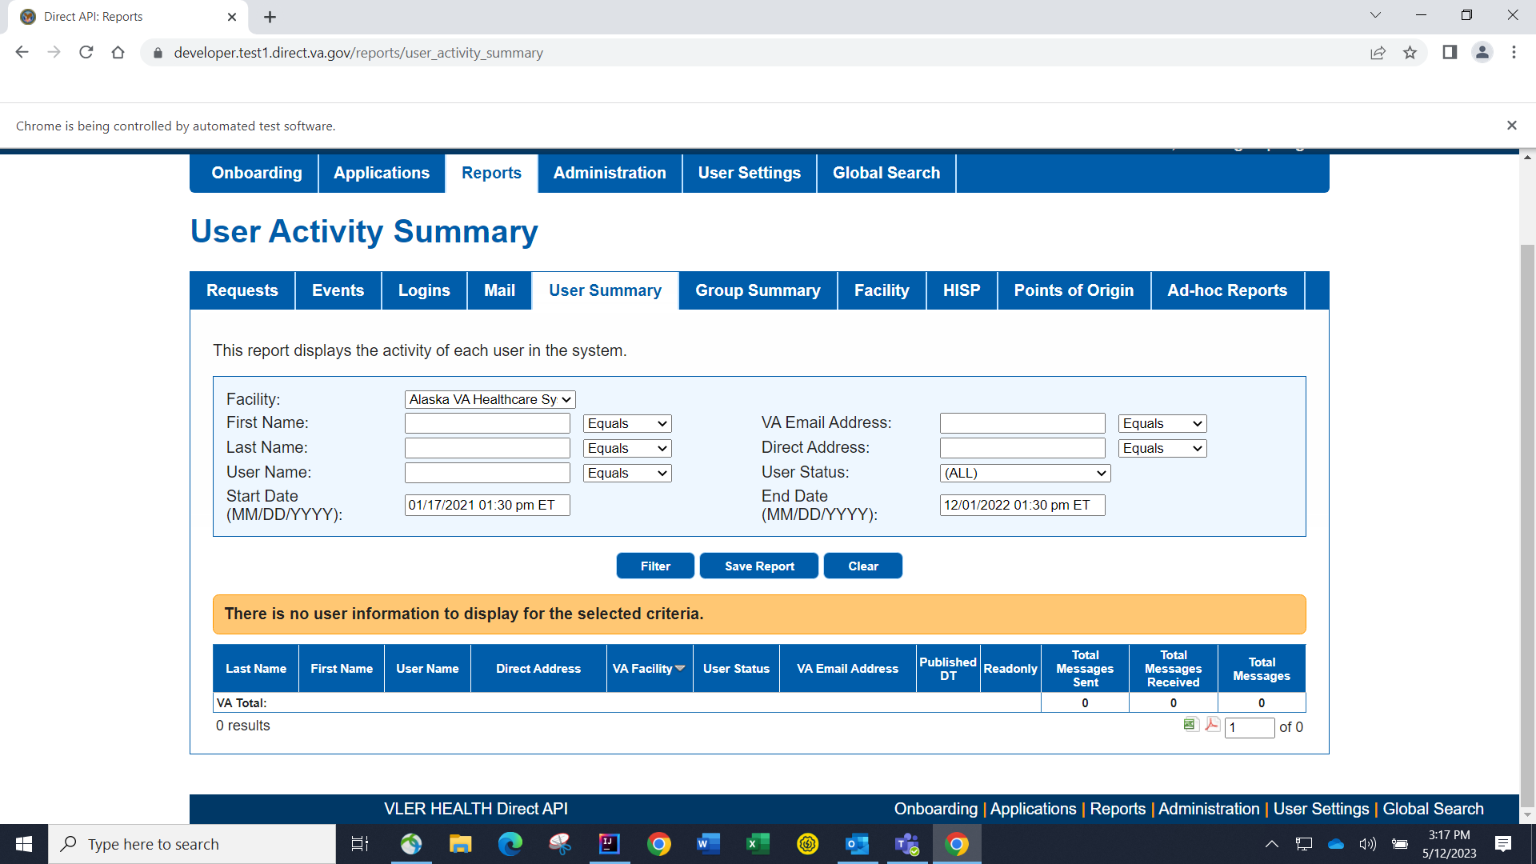 Direct API: Reports
developer.test1.direct.va.gov/reports/user_activity_summary
Chrome is being controlled by automated test software.
Onboarding Applications Reports Administration User Settings Global Search
User Activity Summary
Requests Events Logins Mail User Summary Group Summary Facility HISP Points of Origin Ad-hoc Reports
This report displays the activity of each user in the system.
Facility: Alaska VA Healthcare Sy
First Name: Equals VA Email Address: Equals
Last Name: Equals Direct Address: Equals
User Name: Equals User Status: (ALL)
Start Date
(MM/DD/YYYY): 01/17/2021 01:30 pm ET
End Date
(MM/DD/YYYY): 12/01/2022 01:30 pm ET
Filter Save Report Clear
There is no user information to display for the selected criteria.
Last Name First Name User Name Direct Address VA Facility User Status VA Email Address Published DT Readonly Total Messages Sent Total Messages Received Total Messages
VA Total: 0 0 0
0 results 1 of 0
VLER HEALTH Direct API Onboarding | Applications | Reports | Administration | User Settings | Global Search
Type here to search
3:17 PM
5/12/2023